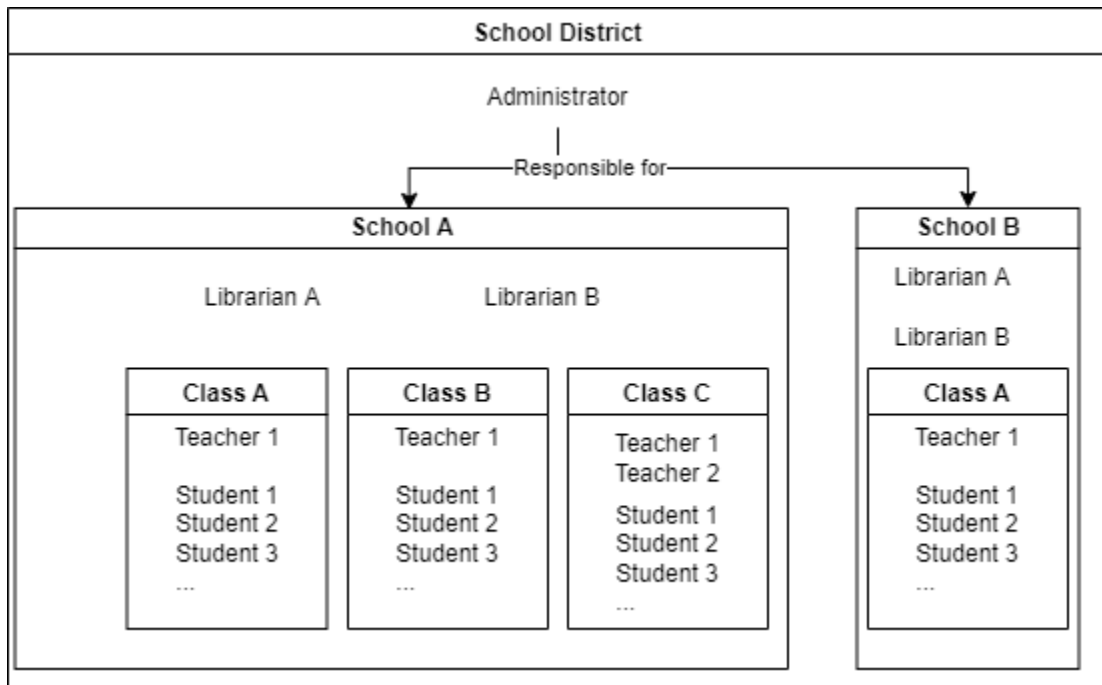 School District
Administrator
Responsible for
School A
Librarian A
Librarian B
Class A
Teacher 1
Student 1
Student 2
Student 3
...
Class B
Teacher 1
Student 1
Student 2
Student 3
...
Class C
Teacher 1
Teacher 2
Student 1
Student 2
Student 3
...
School B
Librarian A
Librarian B
Class A
Teacher 1
Student 1
Student 2
Student 3
...